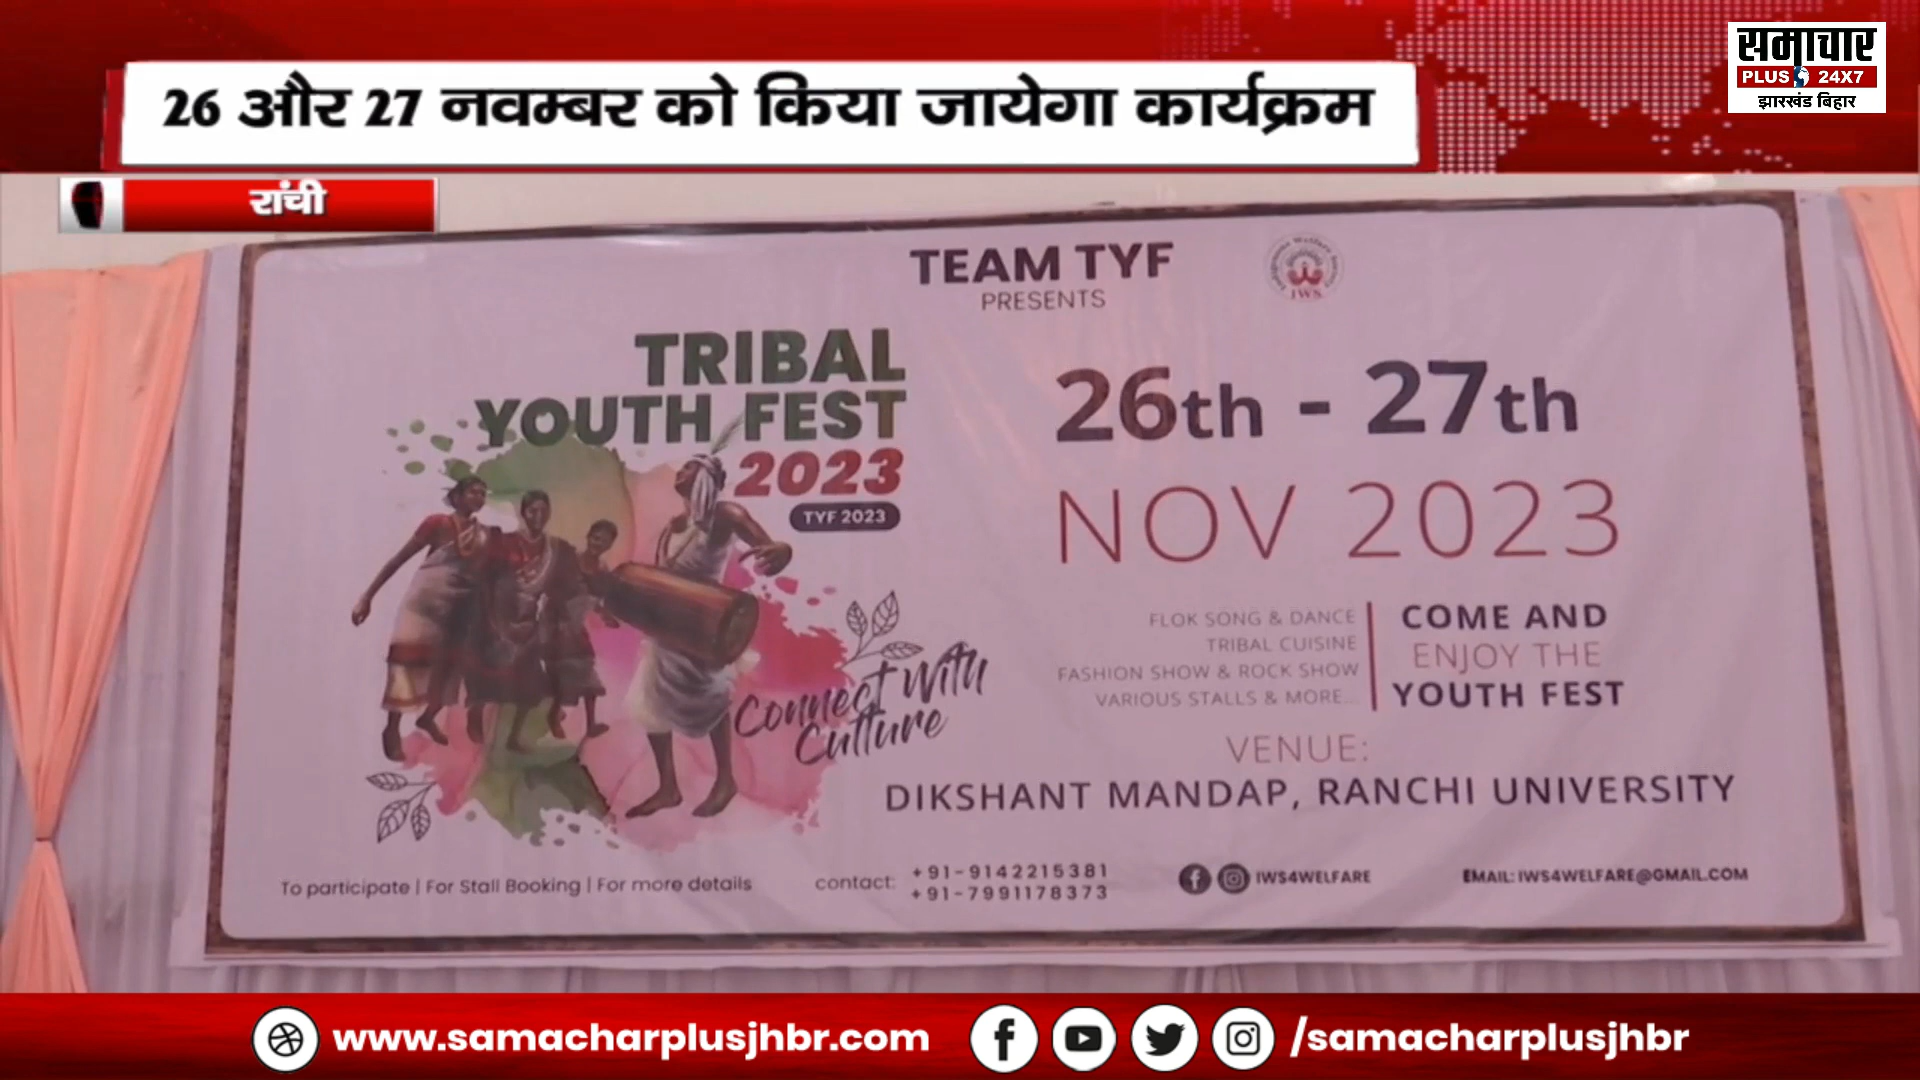 26 और 27 नवम्बर को किया जायेगा कार्यक्रम
समाचार
PLUS 24X7
झारखंड बिहार
रांची
TEAM TYF
PRESENTS
IWS
TRIBAL
YOUTH FEST
2023
TYF 2023
Connect With
Culture
26th - 27th
NOV 2023
FLOK SONG & DANCE
TRIBAL CUISINE
FASHION SHOW & ROCK SHOW
VARIOUS STALLS & MORE...
COME AND
ENJOY THE
YOUTH FEST
VENUE:
DIKSHANT MANDAP, RANCHI UNIVERSITY
To participate | For Stall Booking | For more details
contact: +91-9142215381
+91-7991178373
IWS4WELFARE
EMAIL: IWS4WELFARE@GMAIL.COM
www.samacharplusjhbr.com
/samacharplusjhbr